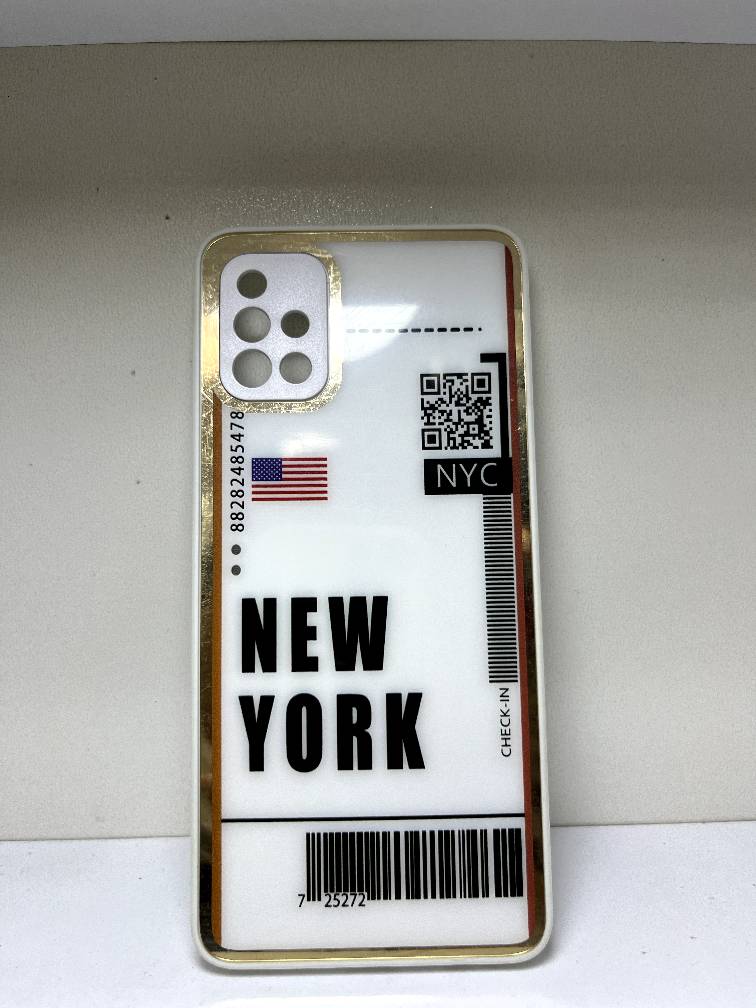 88282485478
NYC
NEW
YORK
CHECK-IN
7 25272